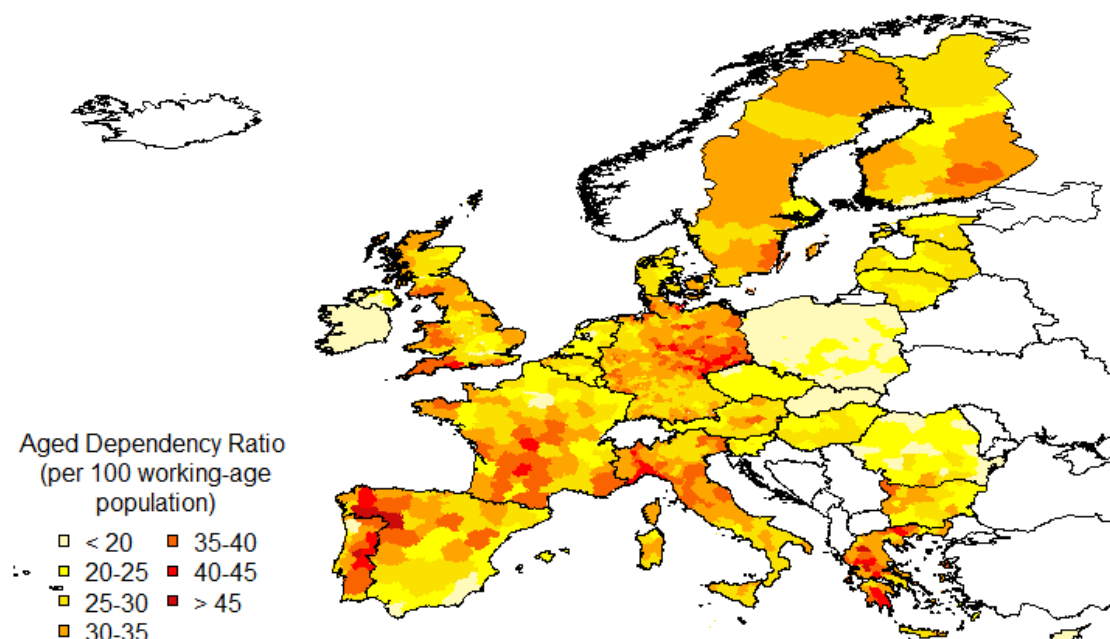 Aged Dependency Ratio
(per 100 working-age
population)
< 20
20-25
25-30
30-35
35-40
40-45
> 45